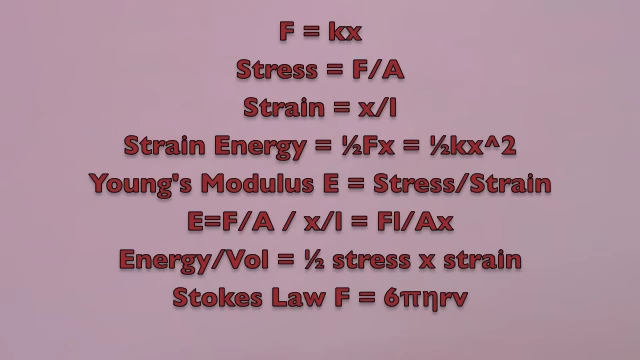 F = kx
Stress = F/A
Strain = x/l
Strain Energy = ½Fx = ½kx^2
Young's Modulus E = Stress/Strain
E=F/A / x/l = Fl/Ax
Energy/Vol = ½ stress x strain
Stokes Law F = 6πηrv